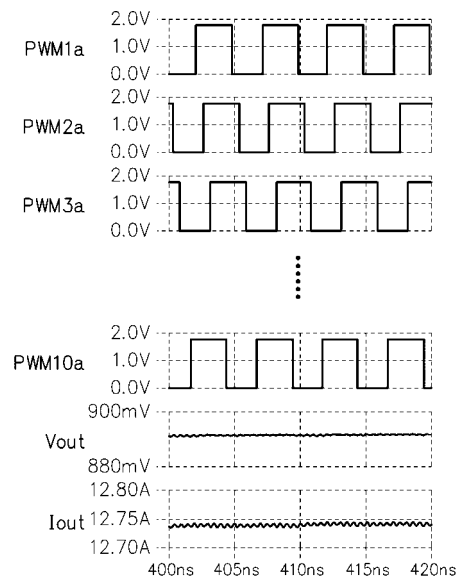 PWM1a
2.0V
1.0V
0.0V
PWM2a
2.0V
1.0V
0.0V
PWM3a
2.0V
1.0V
0.0V
PWM10a
2.0V
1.0V
0.0V
Vout
900mV
880mV
Iout
12.80A
12.75A
12.70A
400ns 405ns 410ns 415ns 420ns